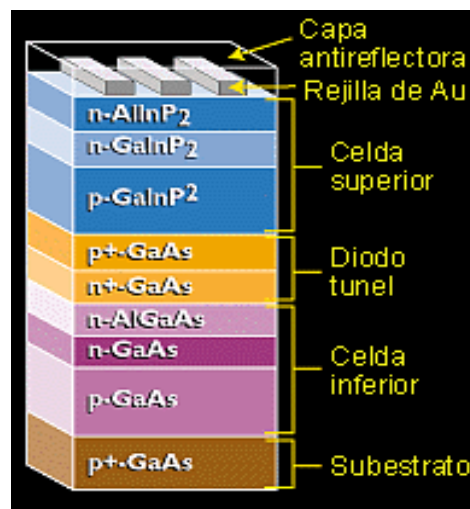 Capa
antireflectora
Rejilla de Au
n-AlInP2
n-GaInP2
p-GaInP2
Celda
superior
p+-GaAs
n+-GaAs
Diodo
tunel
n-AlGaAs
n-GaAs
p-GaAs
Celda
inferior
p+-GaAs
Substrato